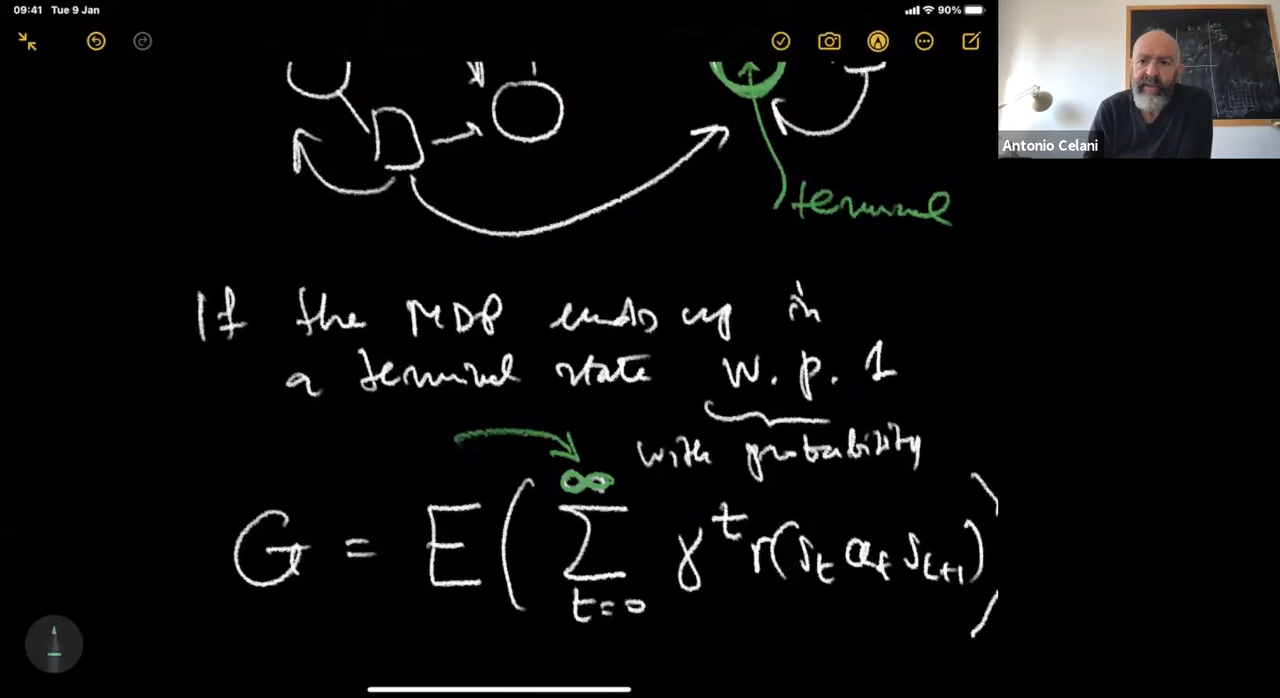 09:41 Tue 9 Jan
90%
Antonio Celani
terminal
If the MDP ends up in
a terminal state w.p. 1
with probability
∞
G = E( Σ γ^t r(s_t a_t s_{t+1}) )
t=0